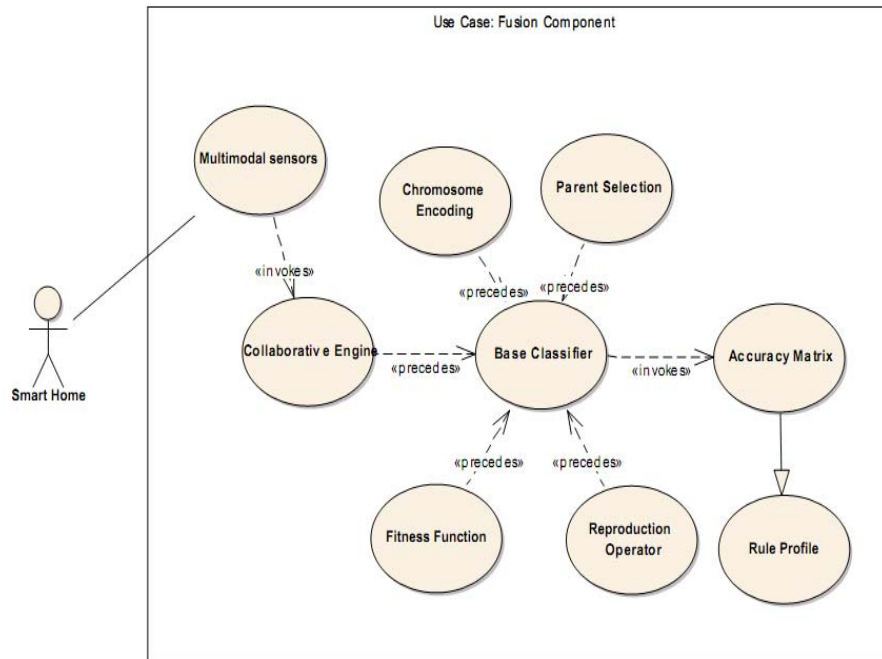 Use Case: Fusion Component
Multimodal sensors
Chromosome
Encoding
Parent Selection
«invokes»
«precedes»
«precedes»
Collaborative Engine
«precedes»
Base Classifier
«invokes»
Accuracy Matrix
Smart Home
«precedes»
«precedes»
Fitness Function
Reproduction
Operator
Rule Profile